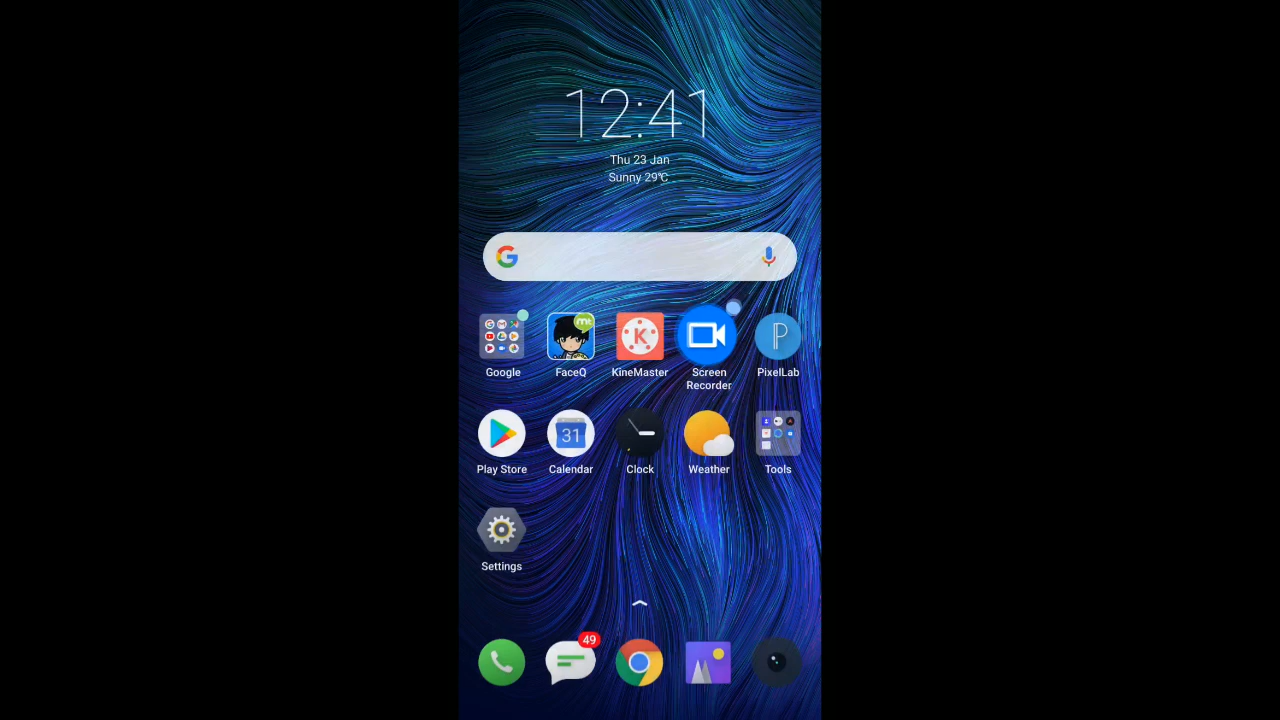 12:41
Thu 23 Jan
Sunny 29℃
Google
FaceQ
mt
KineMaster
K
Screen
Recorder
PixelLab
P
Play Store
Calendar
31
Clock
Weather
Tools
Settings
49